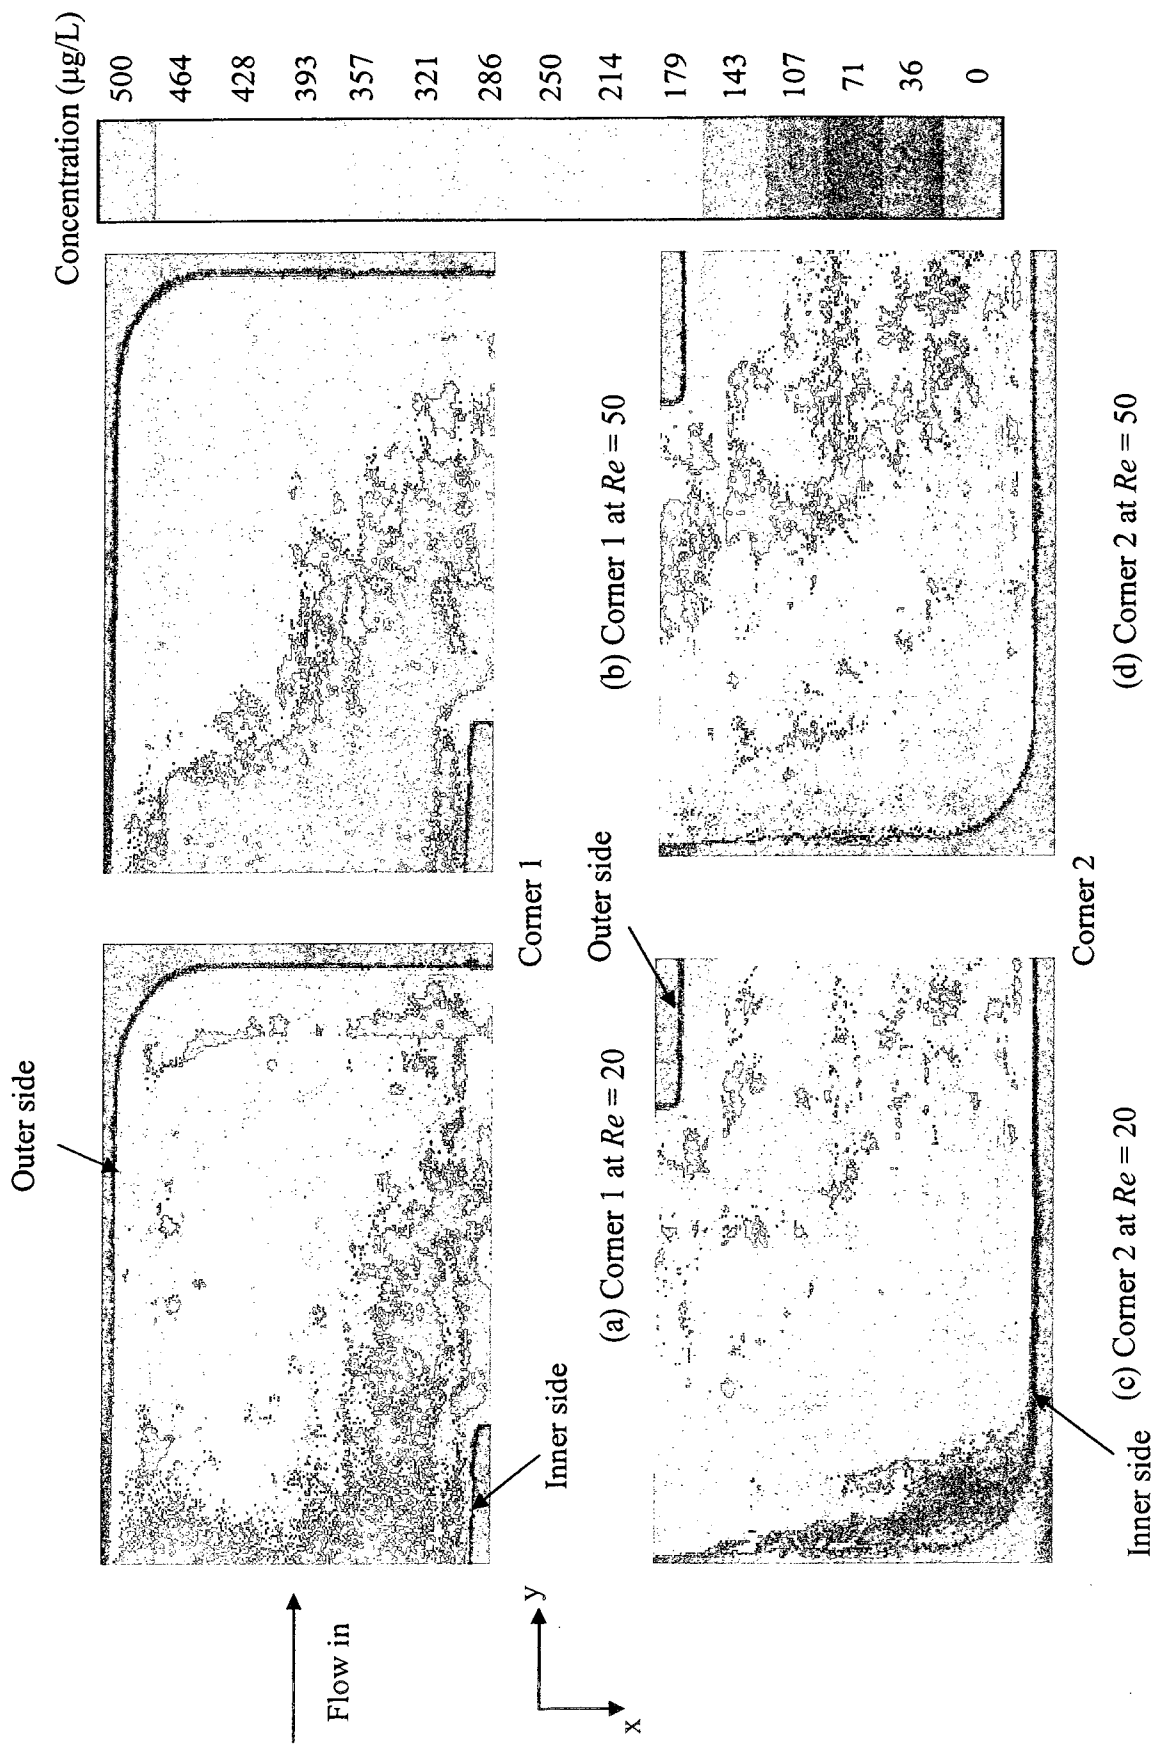 Concentration (μg/L)
500
464
428
393
357
321
286
250
214
179
143
107
71
36
0
Outer side
Flow in
Inner side
y
x
(a) Corner 1 at Re = 20
Corner 1
(b) Corner 1 at Re = 50
Outer side
Inner side
(c) Corner 2 at Re = 20
Corner 2
(d) Corner 2 at Re = 50